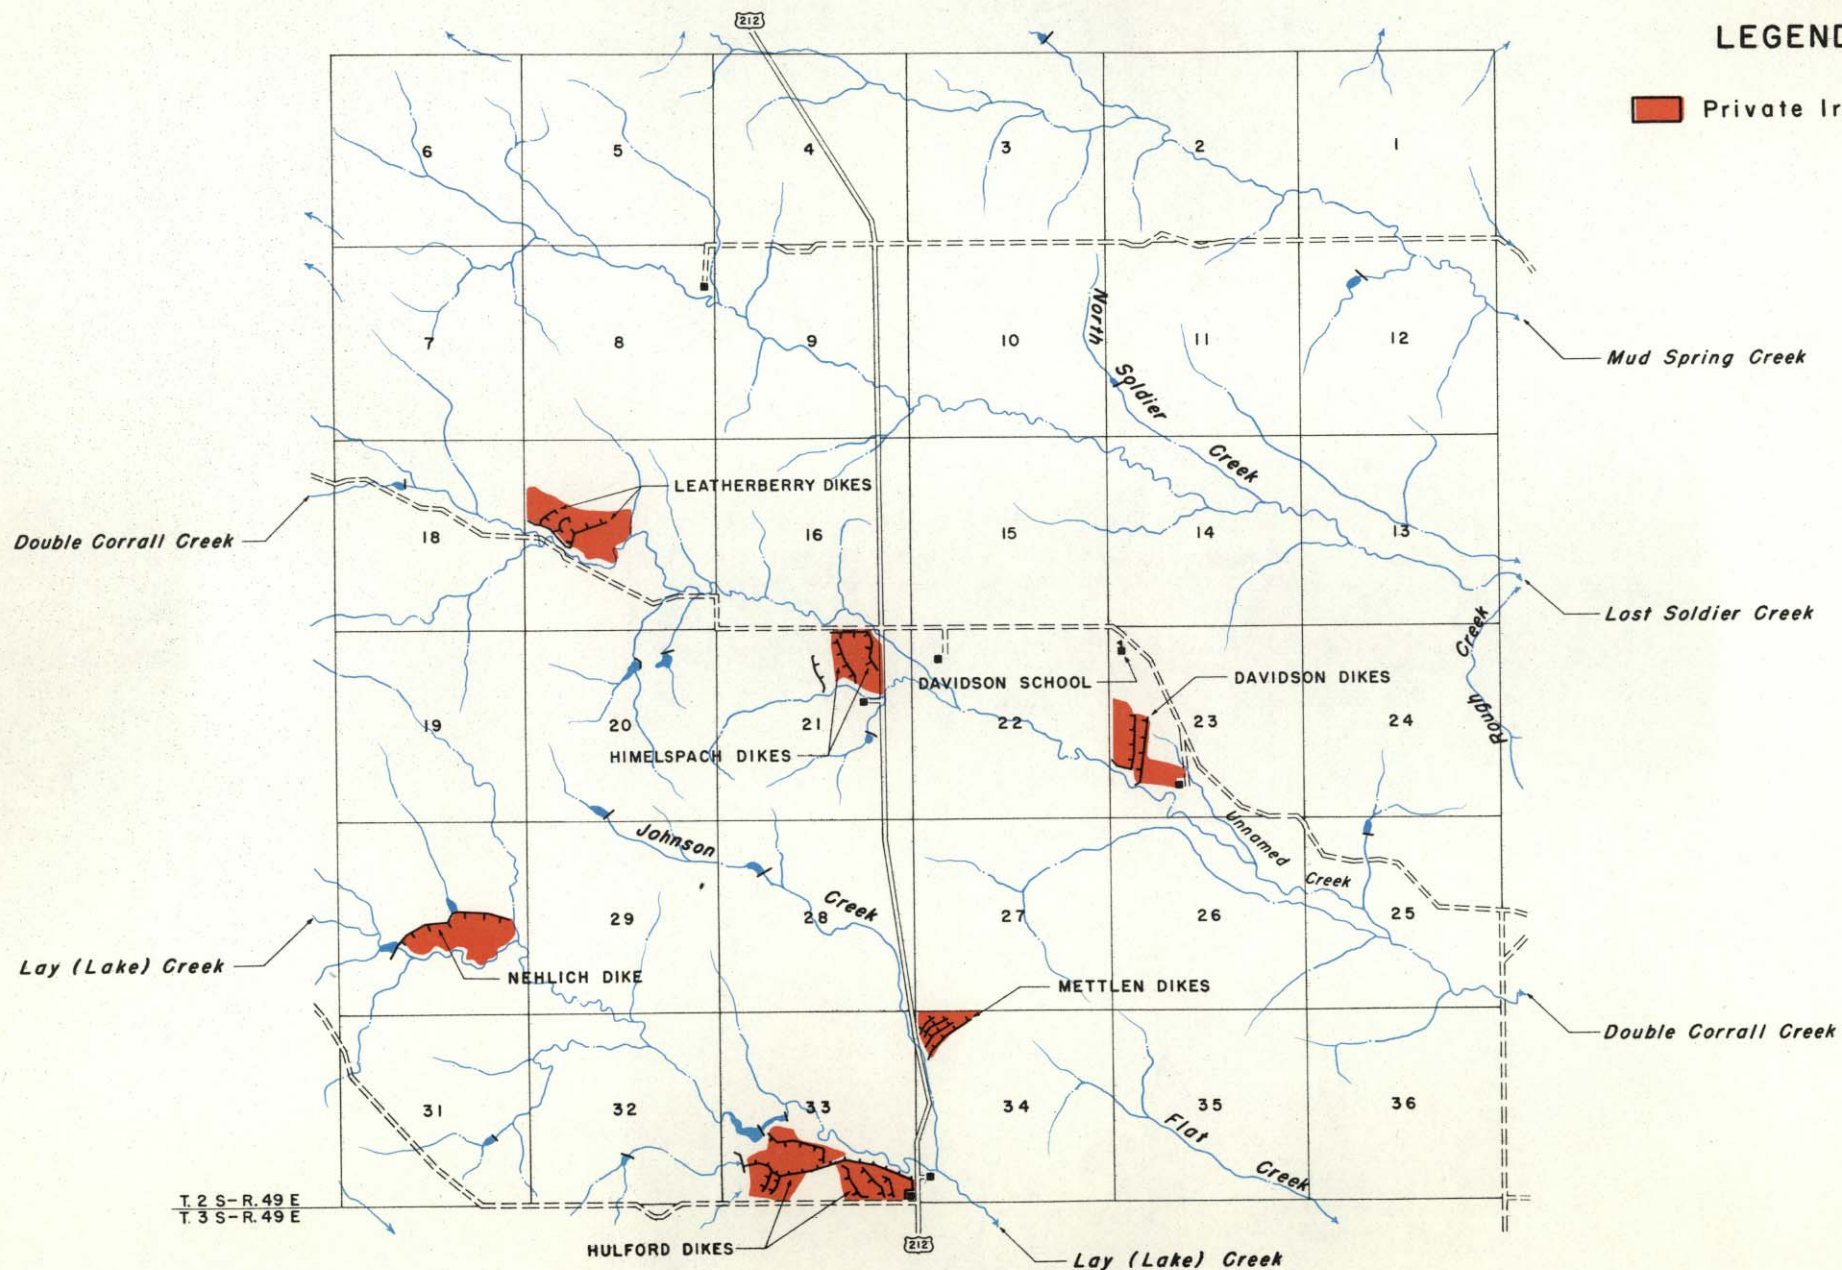 212
LEGEND
Private Ir
6
5
4
3
2
1
7
8
9
10
11
12
North Soldier Creek
Mud Spring Creek
LEATHERBERRY DIKES
Double Corrall Creek
18
16
15
14
13
Lost Soldier Creek
Rough Creek
DAVIDSON SCHOOL
DAVIDSON DIKES
19
20
21
22
23
24
HIMELSPACH DIKES
Johnson Creek
Unnamed Creek
29
28
27
26
25
Lay (Lake) Creek
NEHLICH DIKE
METTLEN DIKES
Double Corrall Creek
31
32
33
34
35
36
Flat Creek
T. 2 S-R. 49 E
T. 3 S-R. 49 E
HULFORD DIKES
212
Lay (Lake) Creek